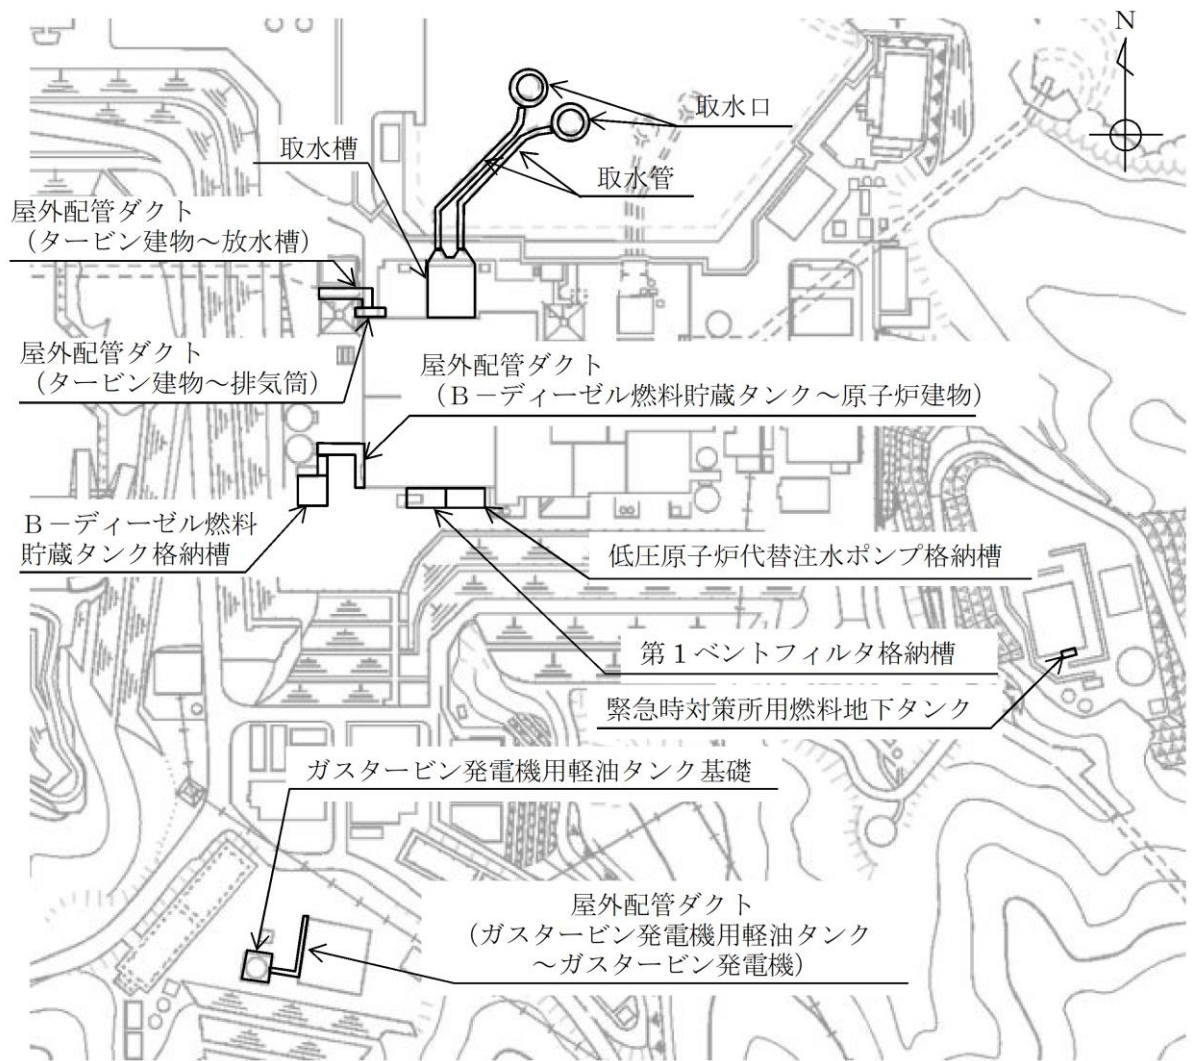 N
取水口
取水槽
取水管
屋外配管ダクト
（タービン建物～放水槽）
屋外配管ダクト
（タービン建物～排気筒）
屋外配管ダクト
（Ｂ－ディーゼル燃料貯蔵タンク～原子炉建物）
Ｂ－ディーゼル燃料
貯蔵タンク格納槽
低圧原子炉代替注水ポンプ格納槽
第１ベントフィルタ格納槽
緊急時対策所用燃料地下タンク
ガスタービン発電機用軽油タンク基礎
屋外配管ダクト
（ガスタービン発電機用軽油タンク
～ガスタービン発電機）